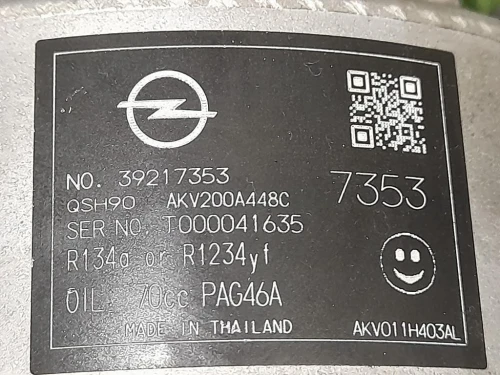 NO. 39217353
7353
QSH90 AKV200A448C
SER NO. T000041635
R134a or R1234yf
OIL 70cc PAG46A
MADE IN THAILAND
AKV011H403AL